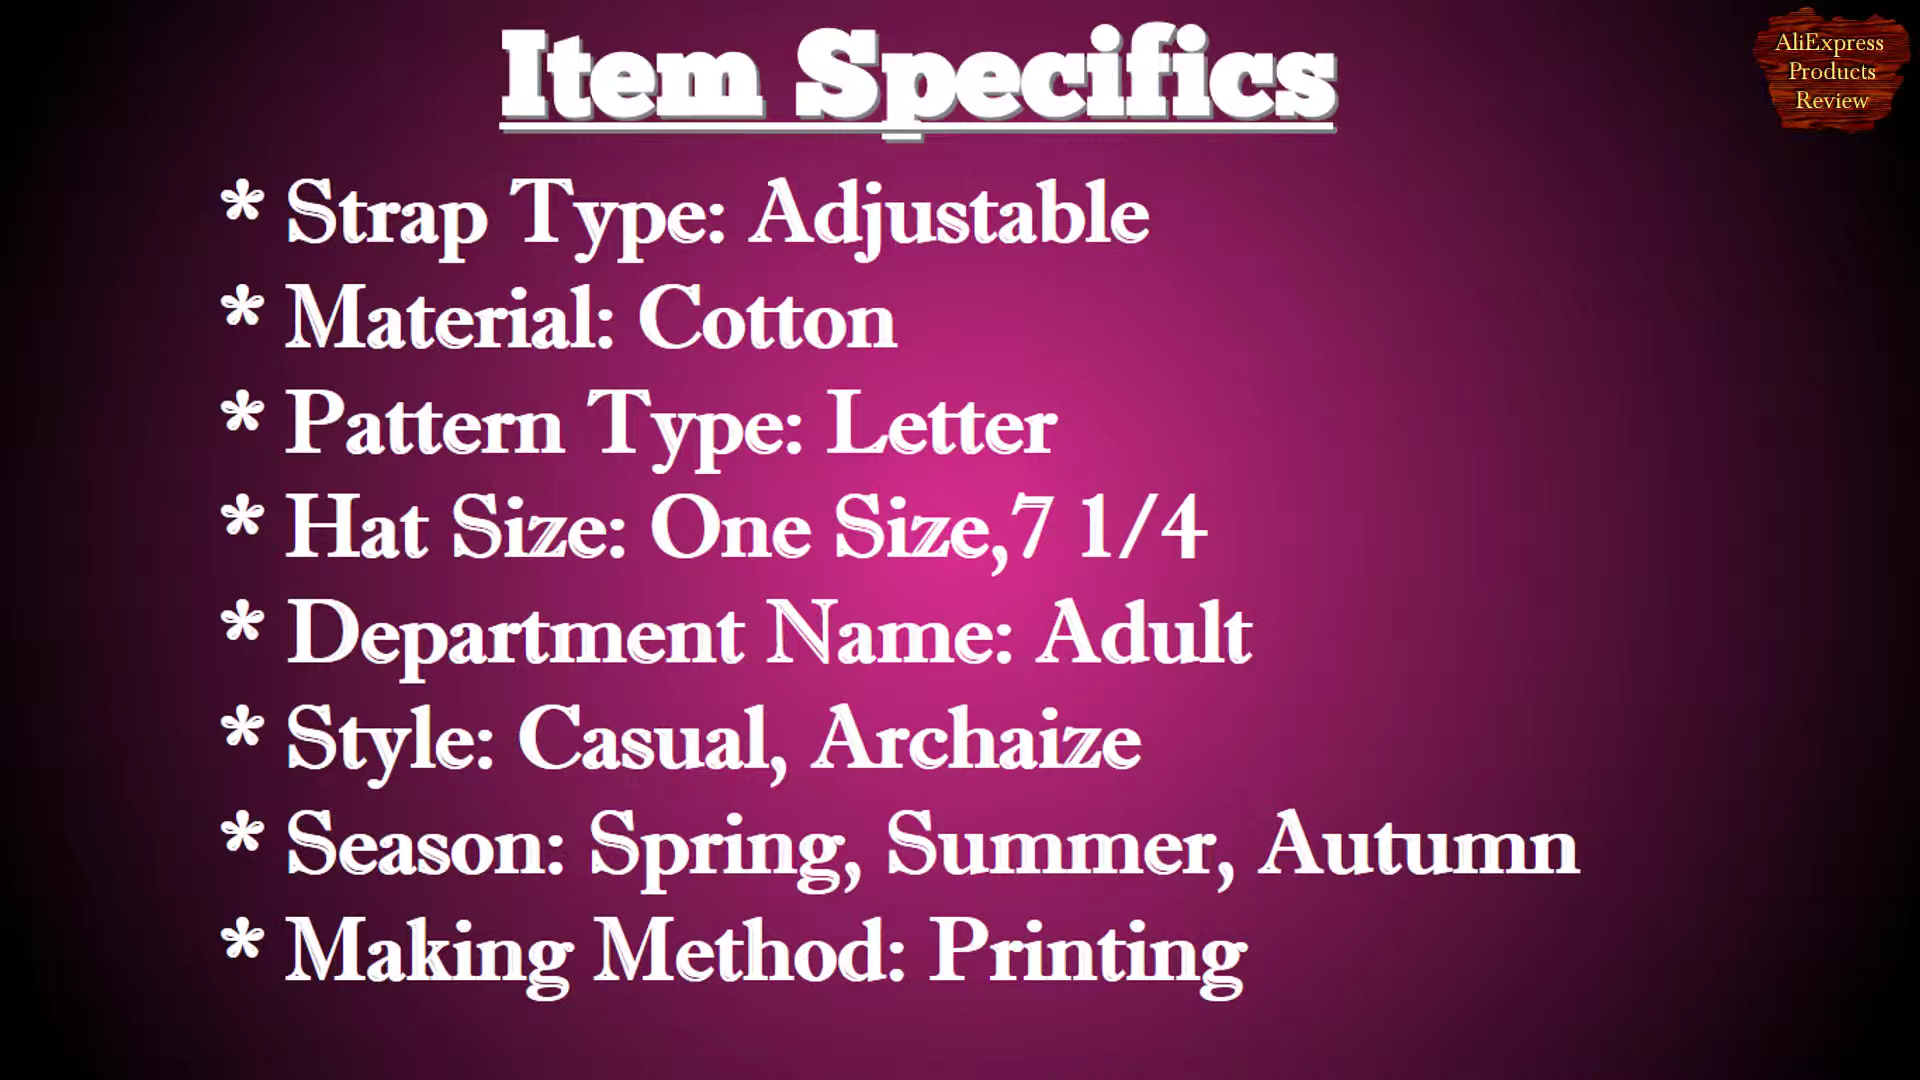 Item Specifics
AliExpress
Products
Review
* Strap Type: Adjustable
* Material: Cotton
* Pattern Type: Letter
* Hat Size: One Size,7 1/4
* Department Name: Adult
* Style: Casual, Archaize
* Season: Spring, Summer, Autumn
* Making Method: Printing